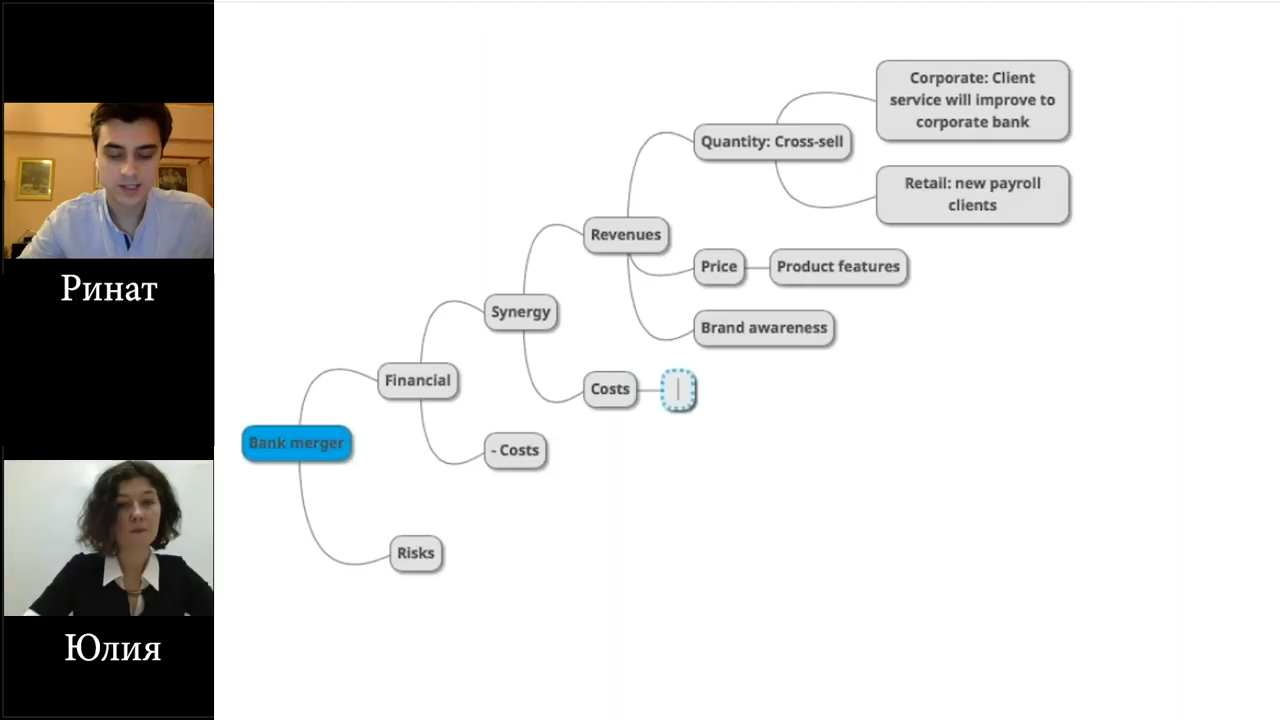 Ринат
Юлия
Bank merger
Financial
Synergy
Revenues
Quantity: Cross-sell
Corporate: Client
service will improve to
corporate bank
Retail: new payroll
clients
Price
Product features
Brand awareness
Costs
- Costs
Risks